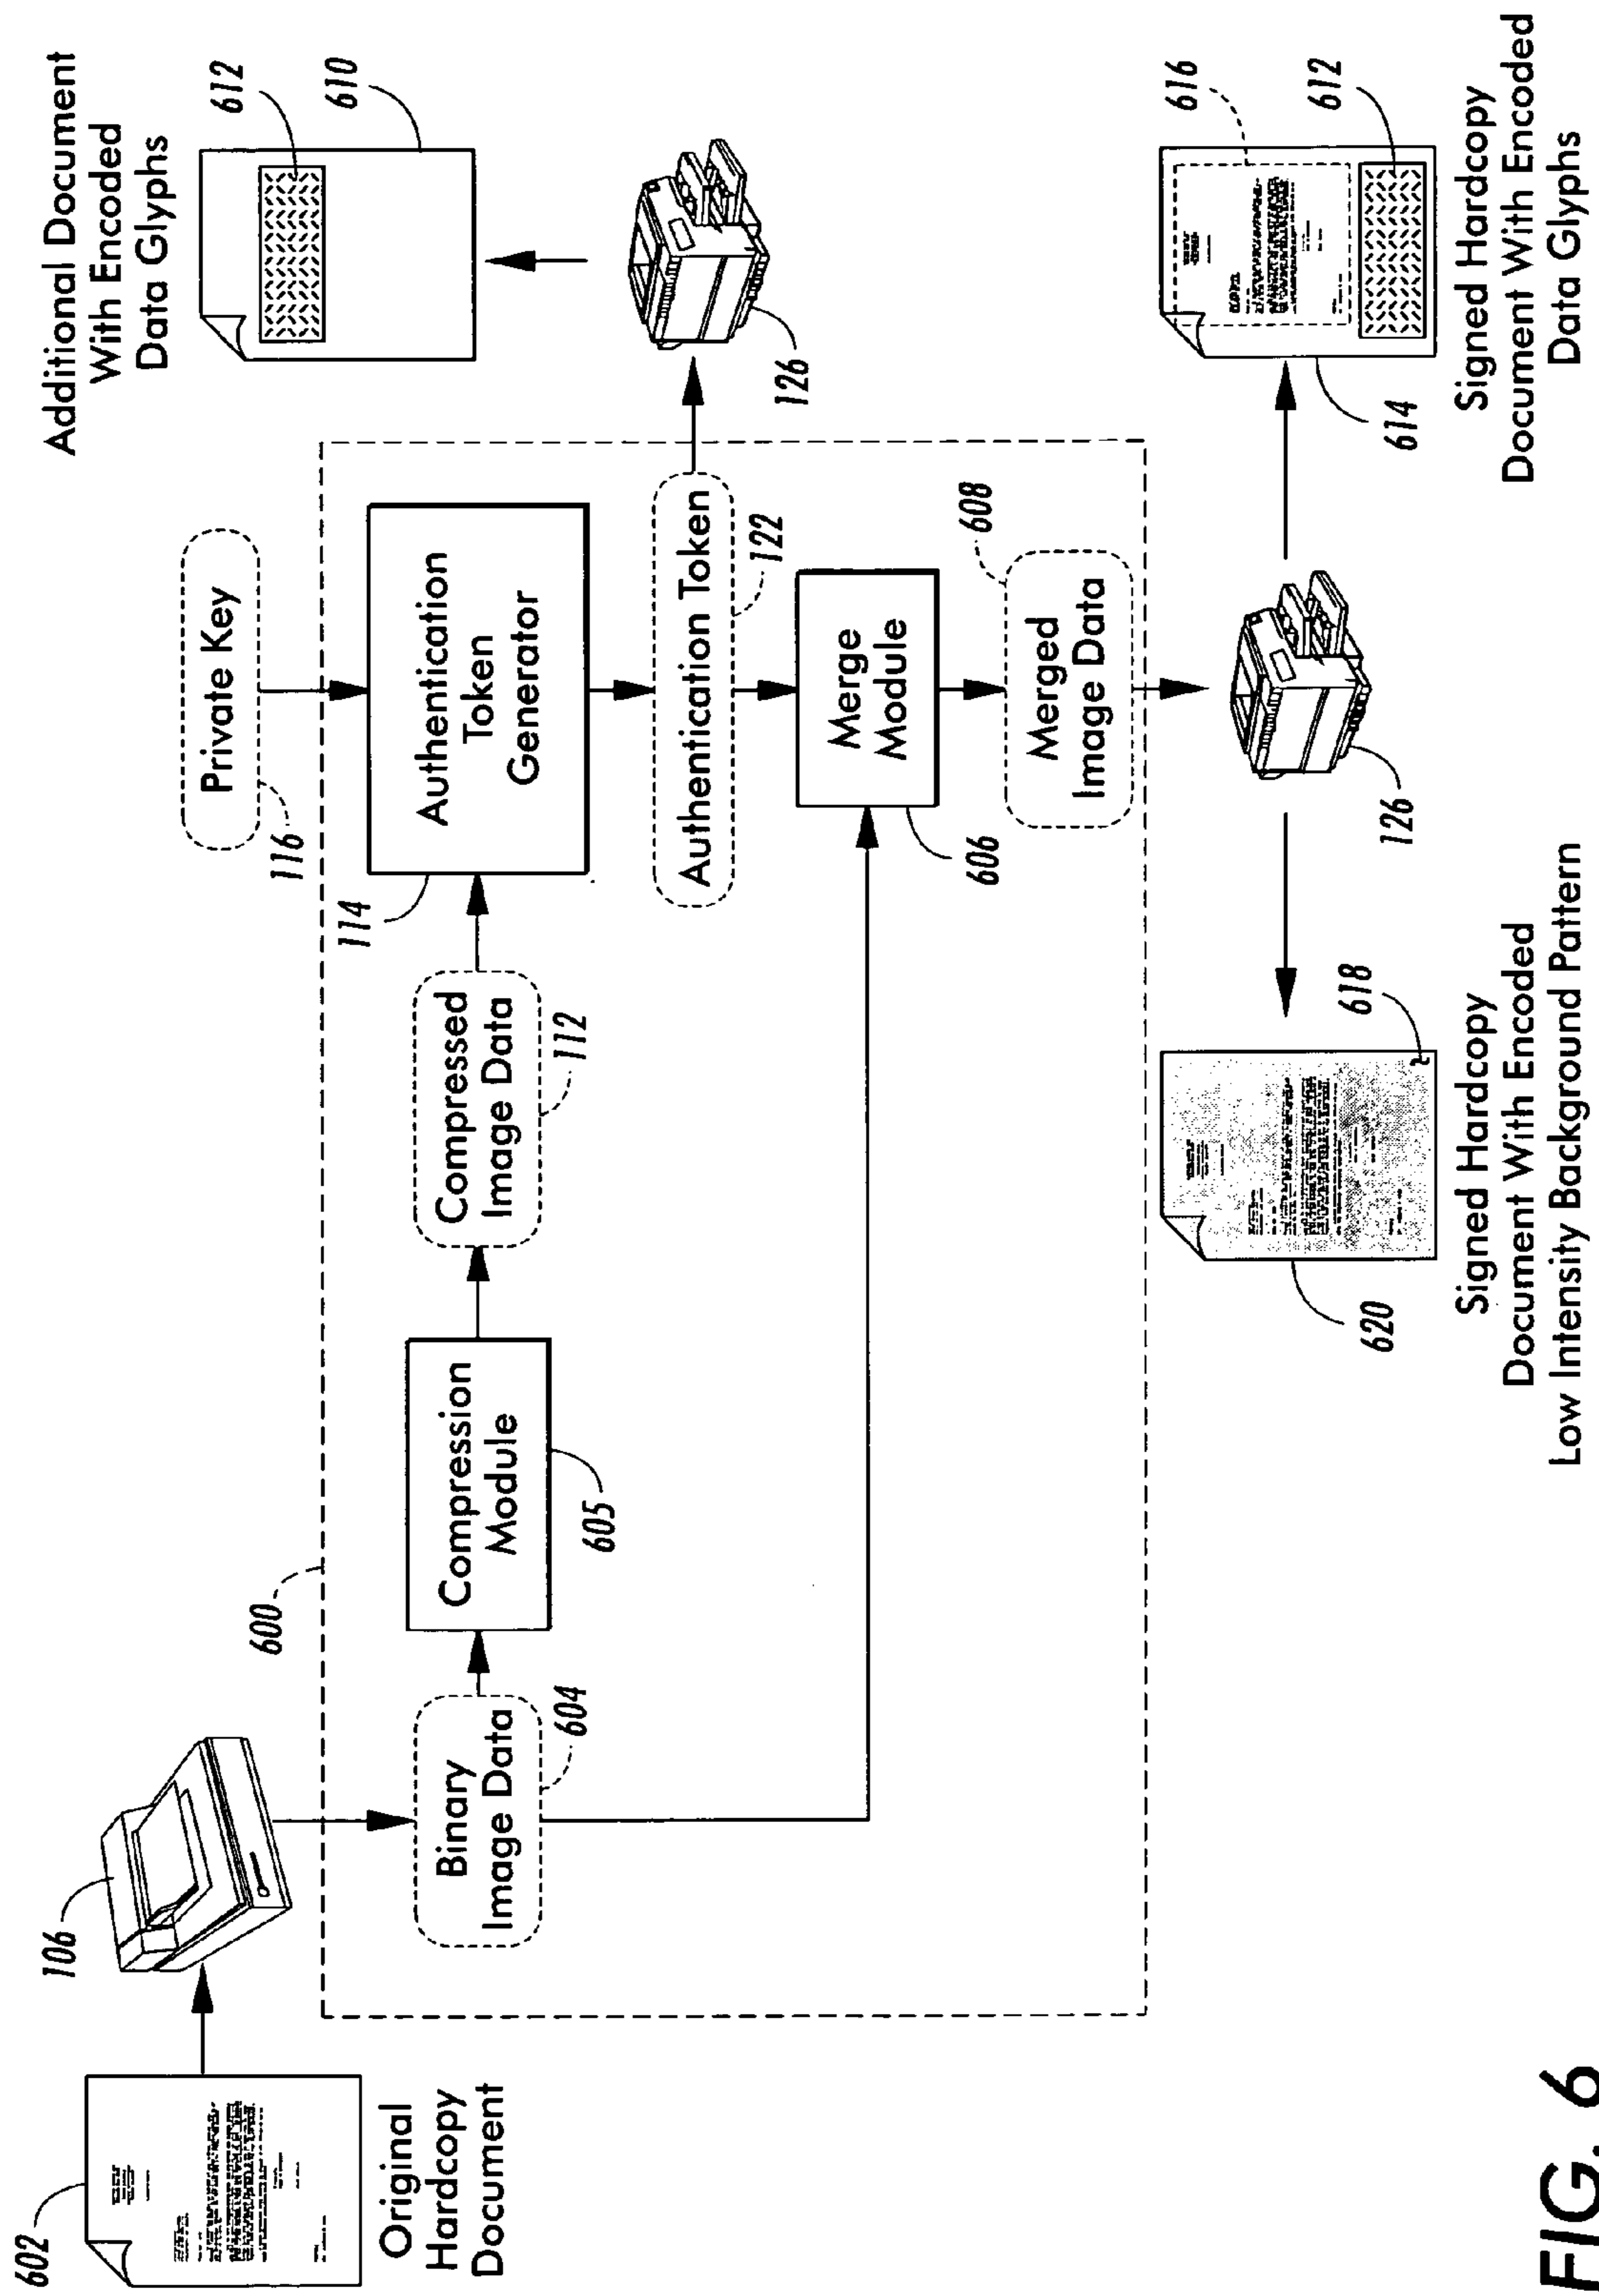 602
Original
Hardcopy
Document
106
600
Binary
Image Data
604
Compression
Module
605
Compressed
Image Data
112
Private Key
116
114
Authentication
Token
Generator
Authentication Token
122
Merge
Module
606
Merged
Image Data
608
126
Additional Document
With Encoded
Data Glyphs
612
610
126
618
620
Signed Hardcopy
Document With Encoded
Low Intensity Background Pattern
616
612
614
Signed Hardcopy
Document With Encoded
Data Glyphs
FIG. 6